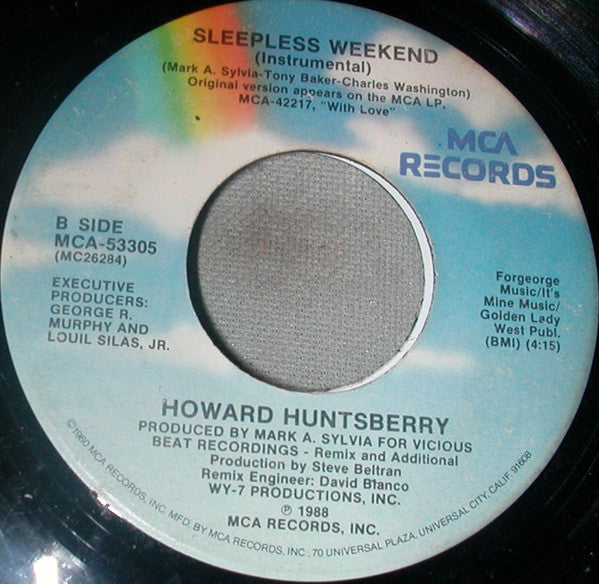 SLEEPLESS WEEKEND
(Instrumental)
(Mark A. Sylvia-Tony Baker-Charles Washington)
Original version appears on the MCA LP,
MCA-42217, "With Love"
MCA
RECORDS
B SIDE
MCA-53305
(MC26284)
EXECUTIVE
PRODUCERS:
GEORGE R.
MURPHY AND
LOUIL SILAS, JR.
Forgeorge
Music/It's
Mine Music/
Golden Lady
West Publ.
(BMI) (4:15)
HOWARD HUNTSBERRY
PRODUCED BY MARK A. SYLVIA FOR VICIOUS
BEAT RECORDINGS - Remix and Additional
Production by Steve Beltran
Remix Engineer: David Bianco
WY-7 PRODUCTIONS, INC.
℗ 1988
MCA RECORDS, INC.
©1980 MCA RECORDS, INC. MFD. BY MCA RECORDS, INC., 70 UNIVERSAL PLAZA, UNIVERSAL CITY, CALIF. 91608